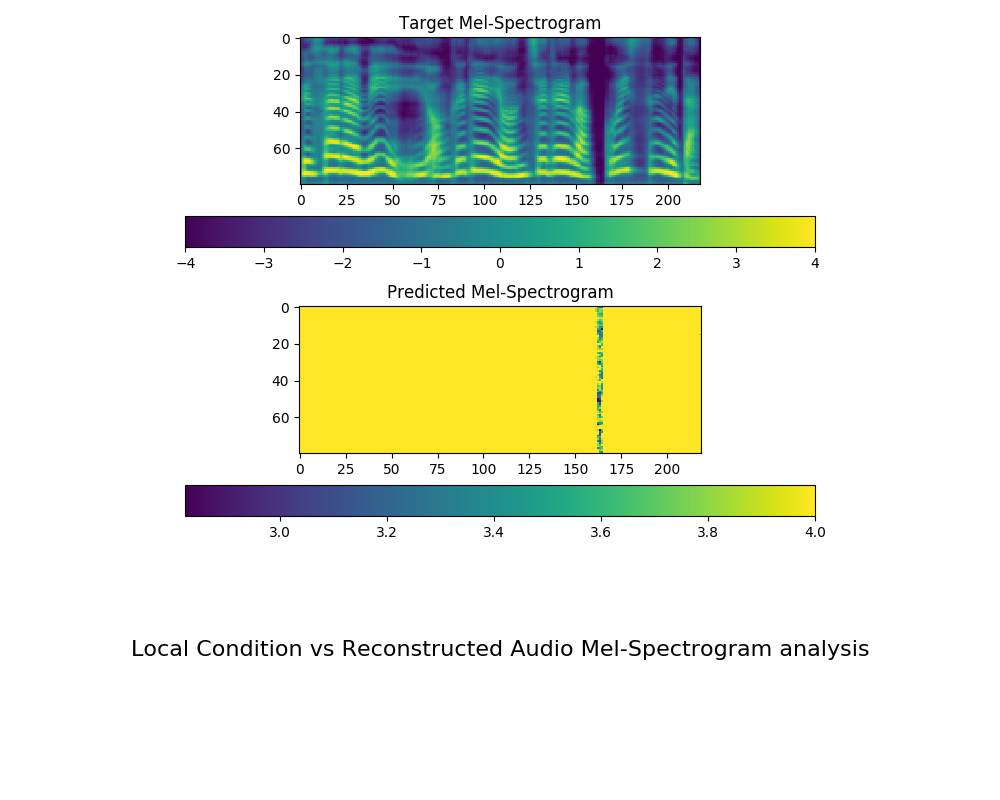 Target Mel-Spectrogram
0
20
40
60
0 25 50 75 100 125 150 175 200
−4 −3 −2 −1 0 1 2 3 4
Predicted Mel-Spectrogram
0
20
40
60
0 25 50 75 100 125 150 175 200
3.0 3.2 3.4 3.6 3.8 4.0
Local Condition vs Reconstructed Audio Mel-Spectrogram analysis